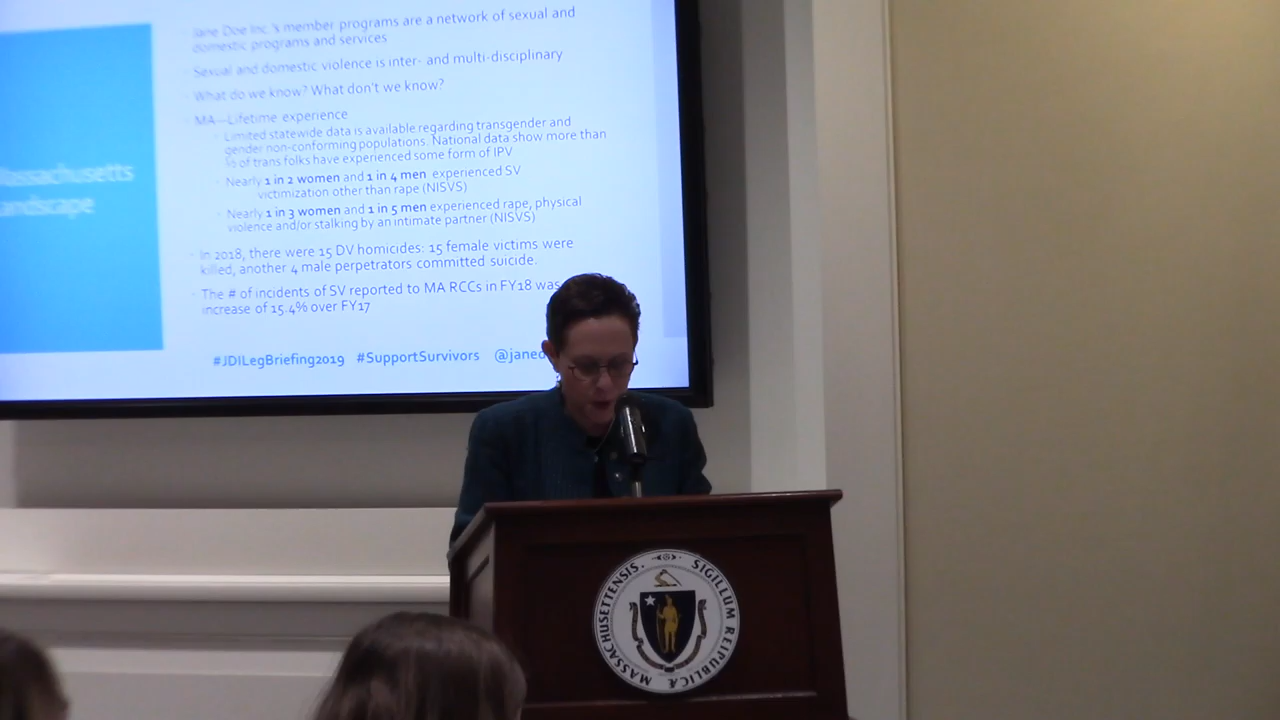 Jane Doe Inc.'s member programs are a network of sexual and
domestic programs and services
Sexual and domestic violence is inter- and multi-disciplinary
What do we know? What don't we know?
MA—Lifetime experience
Limited statewide data is available regarding transgender and
gender non-conforming populations. National data show more than
½ of trans folks have experienced some form of IPV
Nearly 1 in 2 women and 1 in 4 men experienced SV
victimization other than rape (NISVS)
Nearly 1 in 3 women and 1 in 5 men experienced rape, physical
violence and/or stalking by an intimate partner (NISVS)
In 2018, there were 15 DV homicides: 15 female victims were
killed, another 4 male perpetrators committed suicide.
The # of incidents of SV reported to MA RCCs in FY18 was
increase of 15.4% over FY17
#JDILegBriefing2019 #SupportSurvivors @janed
assachusetts
andscape
SIGILLUM REIPUBLICÆ MASSACHUSETTENSIS